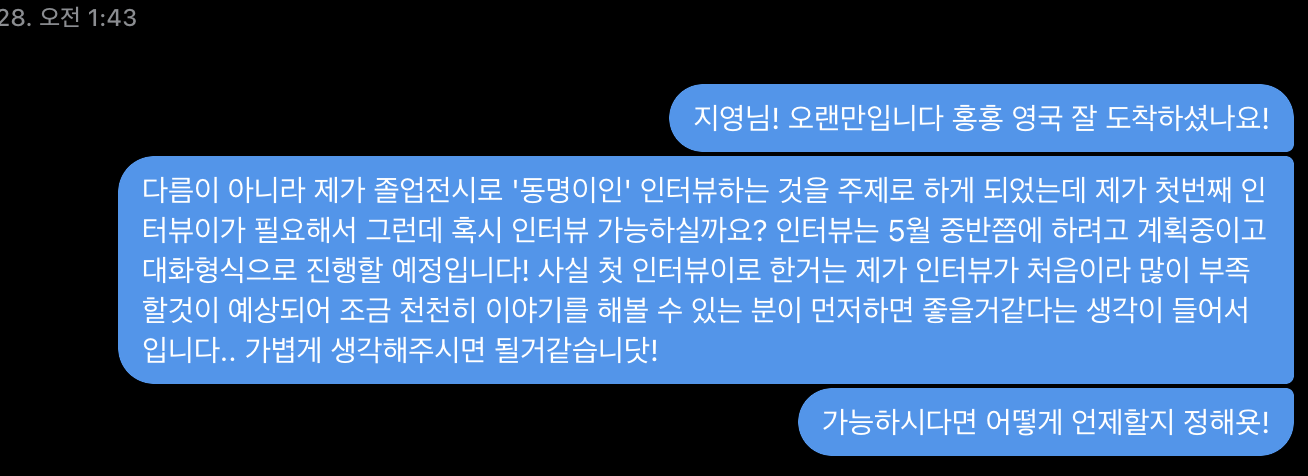 28. 오전 1:43
지영님! 오랜만입니다 홍홍 영국 잘 도착하셨나요!
다름이 아니라 제가 졸업전시로 '동명이인' 인터뷰하는 것을 주제로 하게 되었는데 제가 첫번째 인
터뷰이가 필요해서 그런데 혹시 인터뷰 가능하실까요? 인터뷰는 5월 중반쯤에 하려고 계획중이고
대화형식으로 진행할 예정입니다! 사실 첫 인터뷰이로 한거는 제가 인터뷰가 처음이라 많이 부족
할것이 예상되어 조금 천천히 이야기를 해볼 수 있는 분이 먼저하면 좋을거같다는 생각이 들어서
입니다.. 가볍게 생각해주시면 될거같습니닷!
가능하시다면 어떻게 언제할지 정해욧!